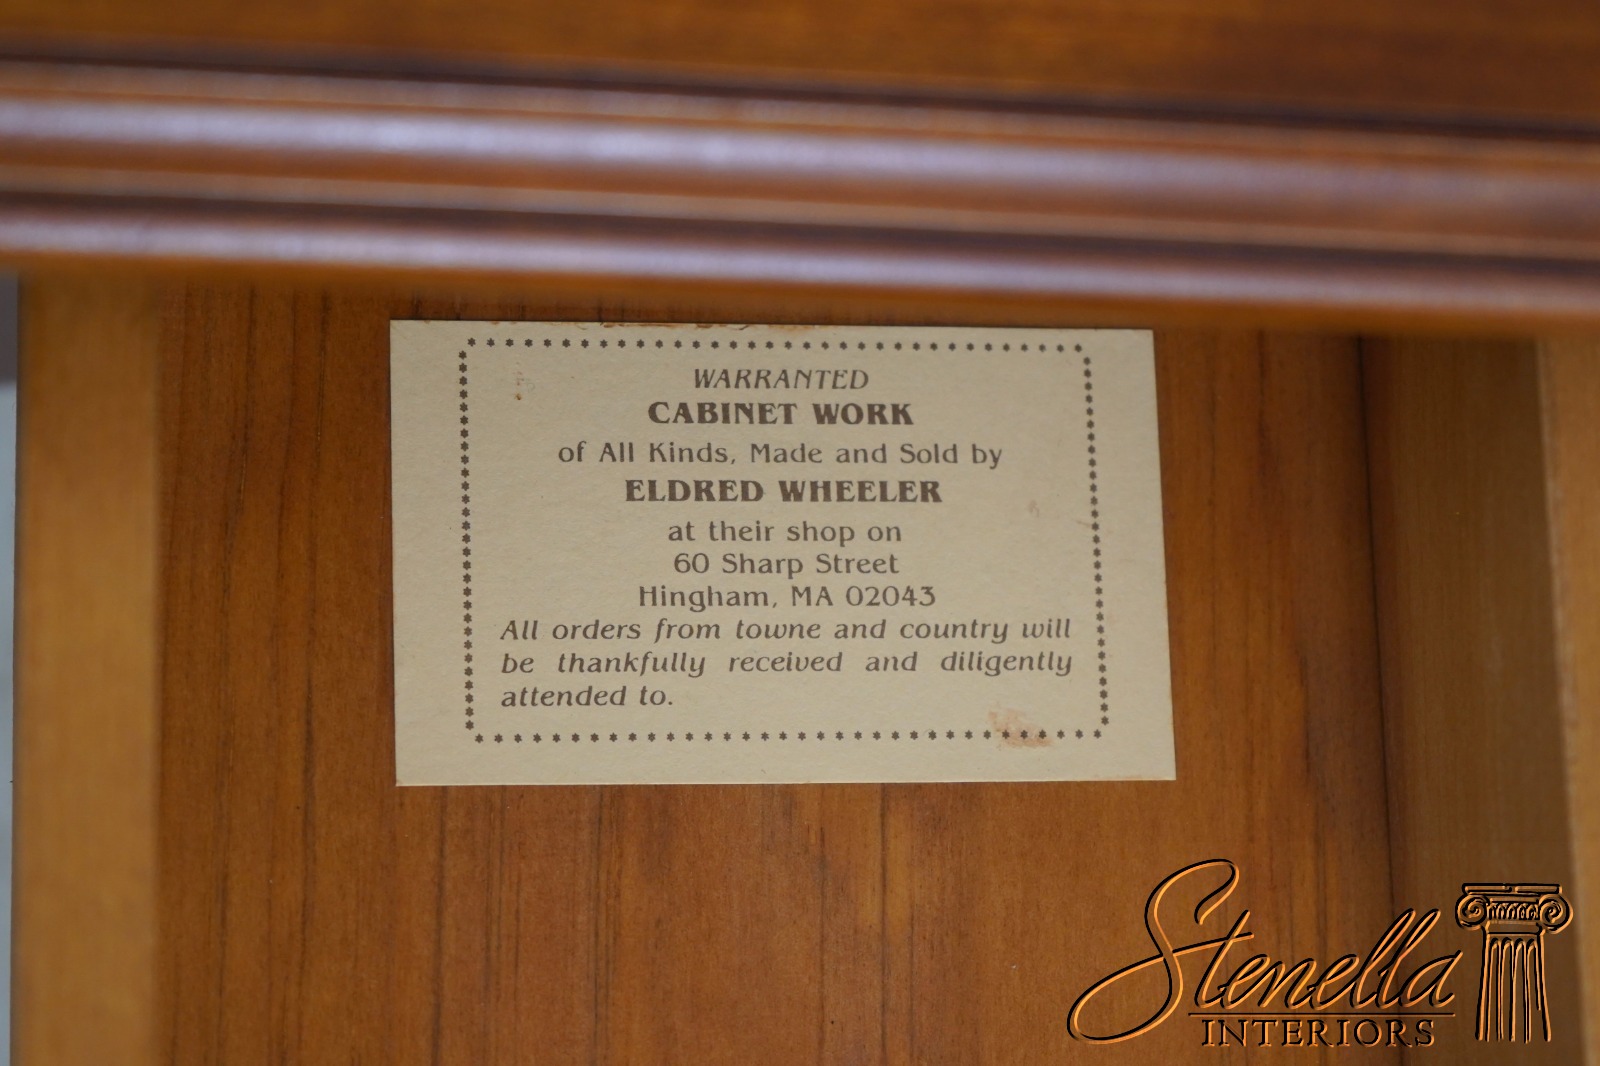 WARRANTED
CABINET WORK
of All Kinds, Made and Sold by
ELDRED WHEELER
at their shop on
60 Sharp Street
Hingham, MA 02043
All orders from towne and country will
be thankfully received and diligently
attended to.
Stenella
INTERIORS